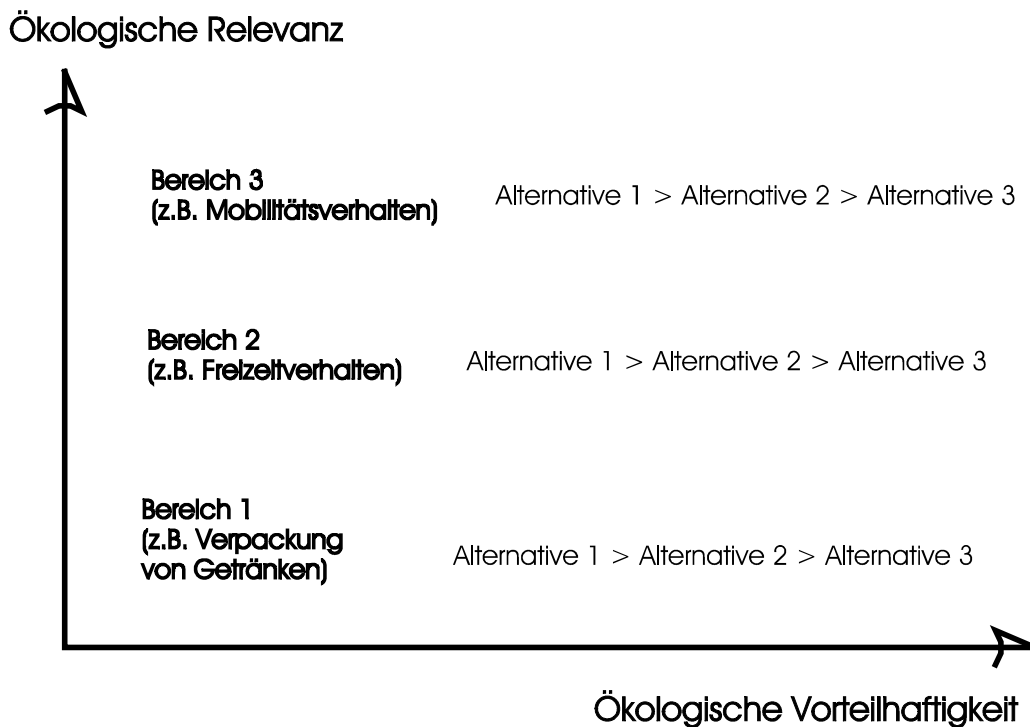 Ökologische Relevanz
Bereich 3
(z.B. Mobilitätsverhalten)
Alternative 1 > Alternative 2 > Alternative 3
Bereich 2
(z.B. Freizeitverhalten)
Alternative 1 > Alternative 2 > Alternative 3
Bereich 1
(z.B. Verpackung
von Getränken)
Alternative 1 > Alternative 2 > Alternative 3
Ökologische Vorteilhaftigkeit